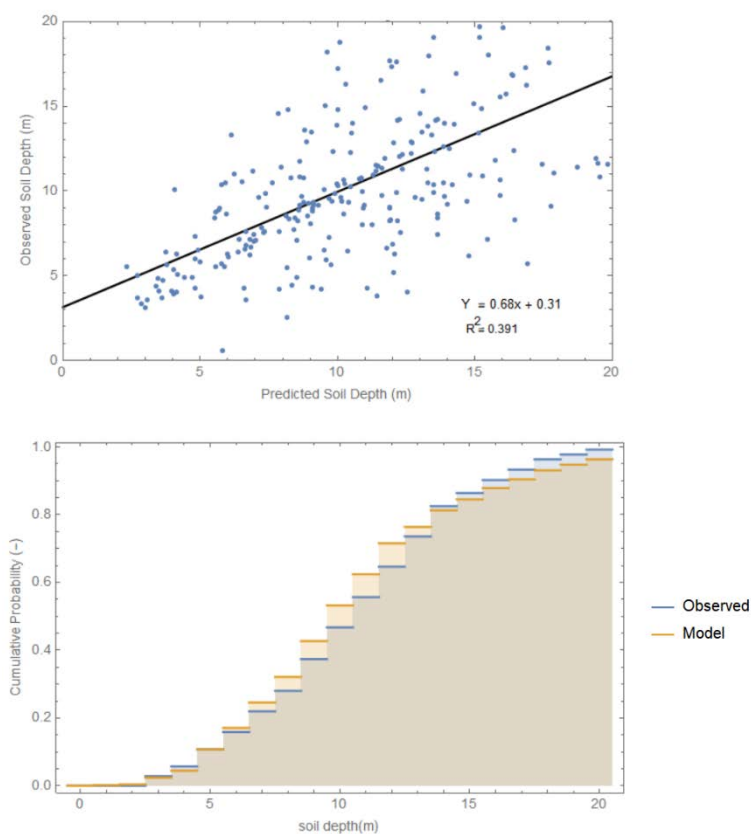 20
15
10
5
0
Observed Soil Depth (m)
Y = 0.68x + 0.31
R2 = 0.391
0 5 10 15 20
Predicted Soil Depth (m)
1.0
0.8
0.6
0.4
0.2
0.0
Cumulative Probability (−)
0 5 10 15 20
soil depth(m)
Observed
Model